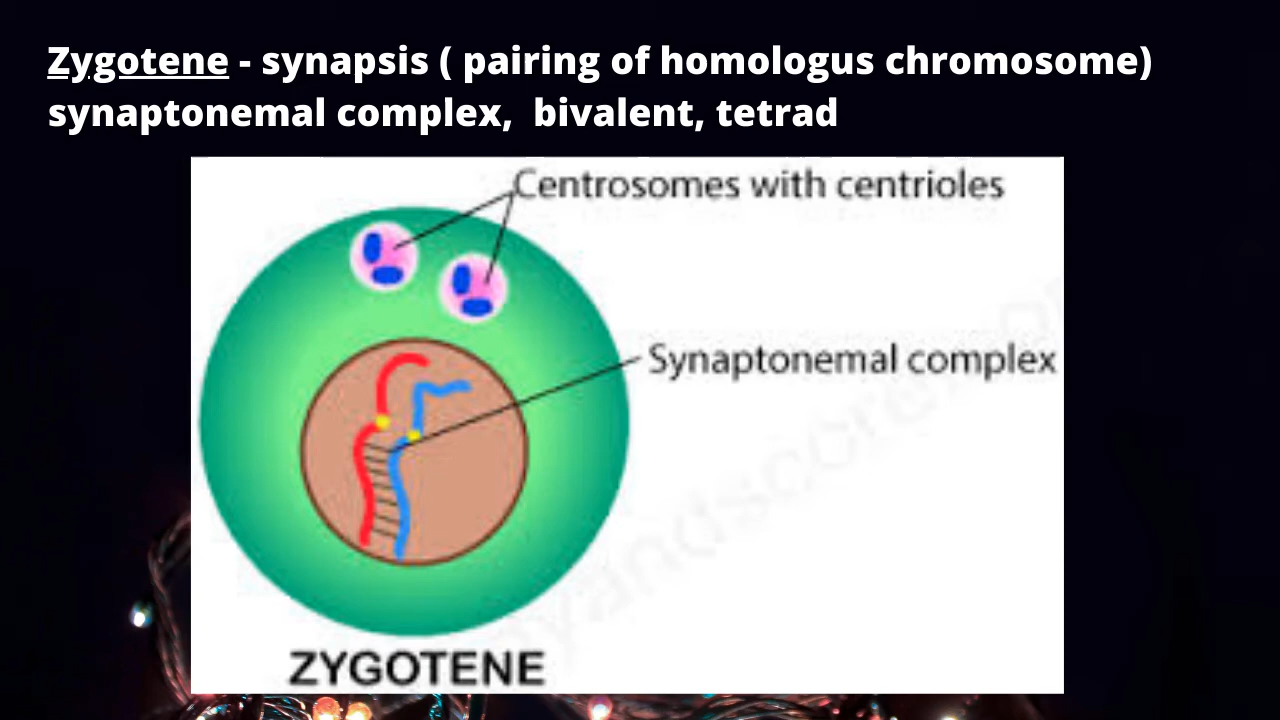 Zygotene - synapsis ( pairing of homologus chromosome)
synaptonemal complex, bivalent, tetrad
Centrosomes with centrioles
Synaptonemal complex
ZYGOTENE